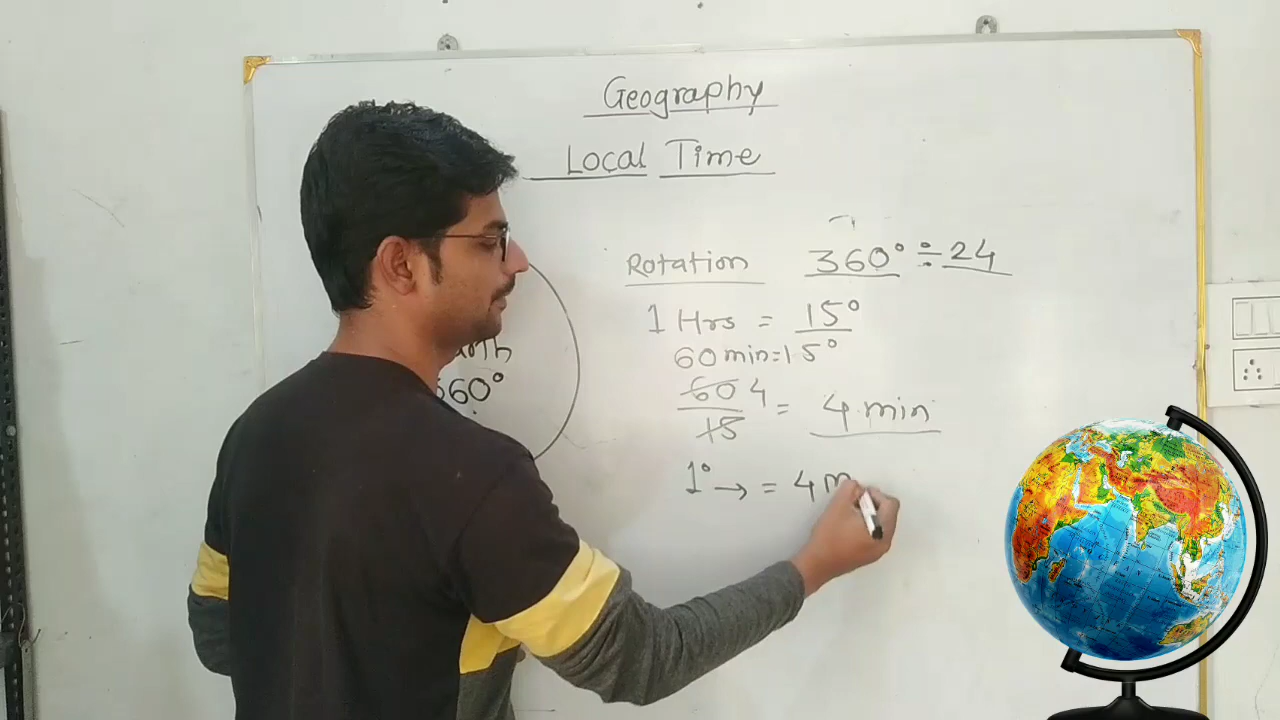 Geography
Local Time
Rotation 360° ÷ 24
1 Hrs = 15°
60 min = 15°
60 4
15
= 4 min
1° → = 4 m
360°